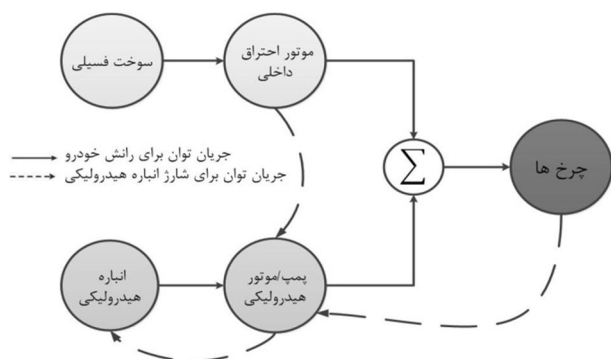 سوخت فسیلی
موتور احتراق
داخلی
جریان توان برای رانش خودرو
جریان توان برای شارژ انباره هیدرولیکی
∑
چرخ ها
انباره
هیدرولیکی
پمپ/موتور
هیدرولیکی